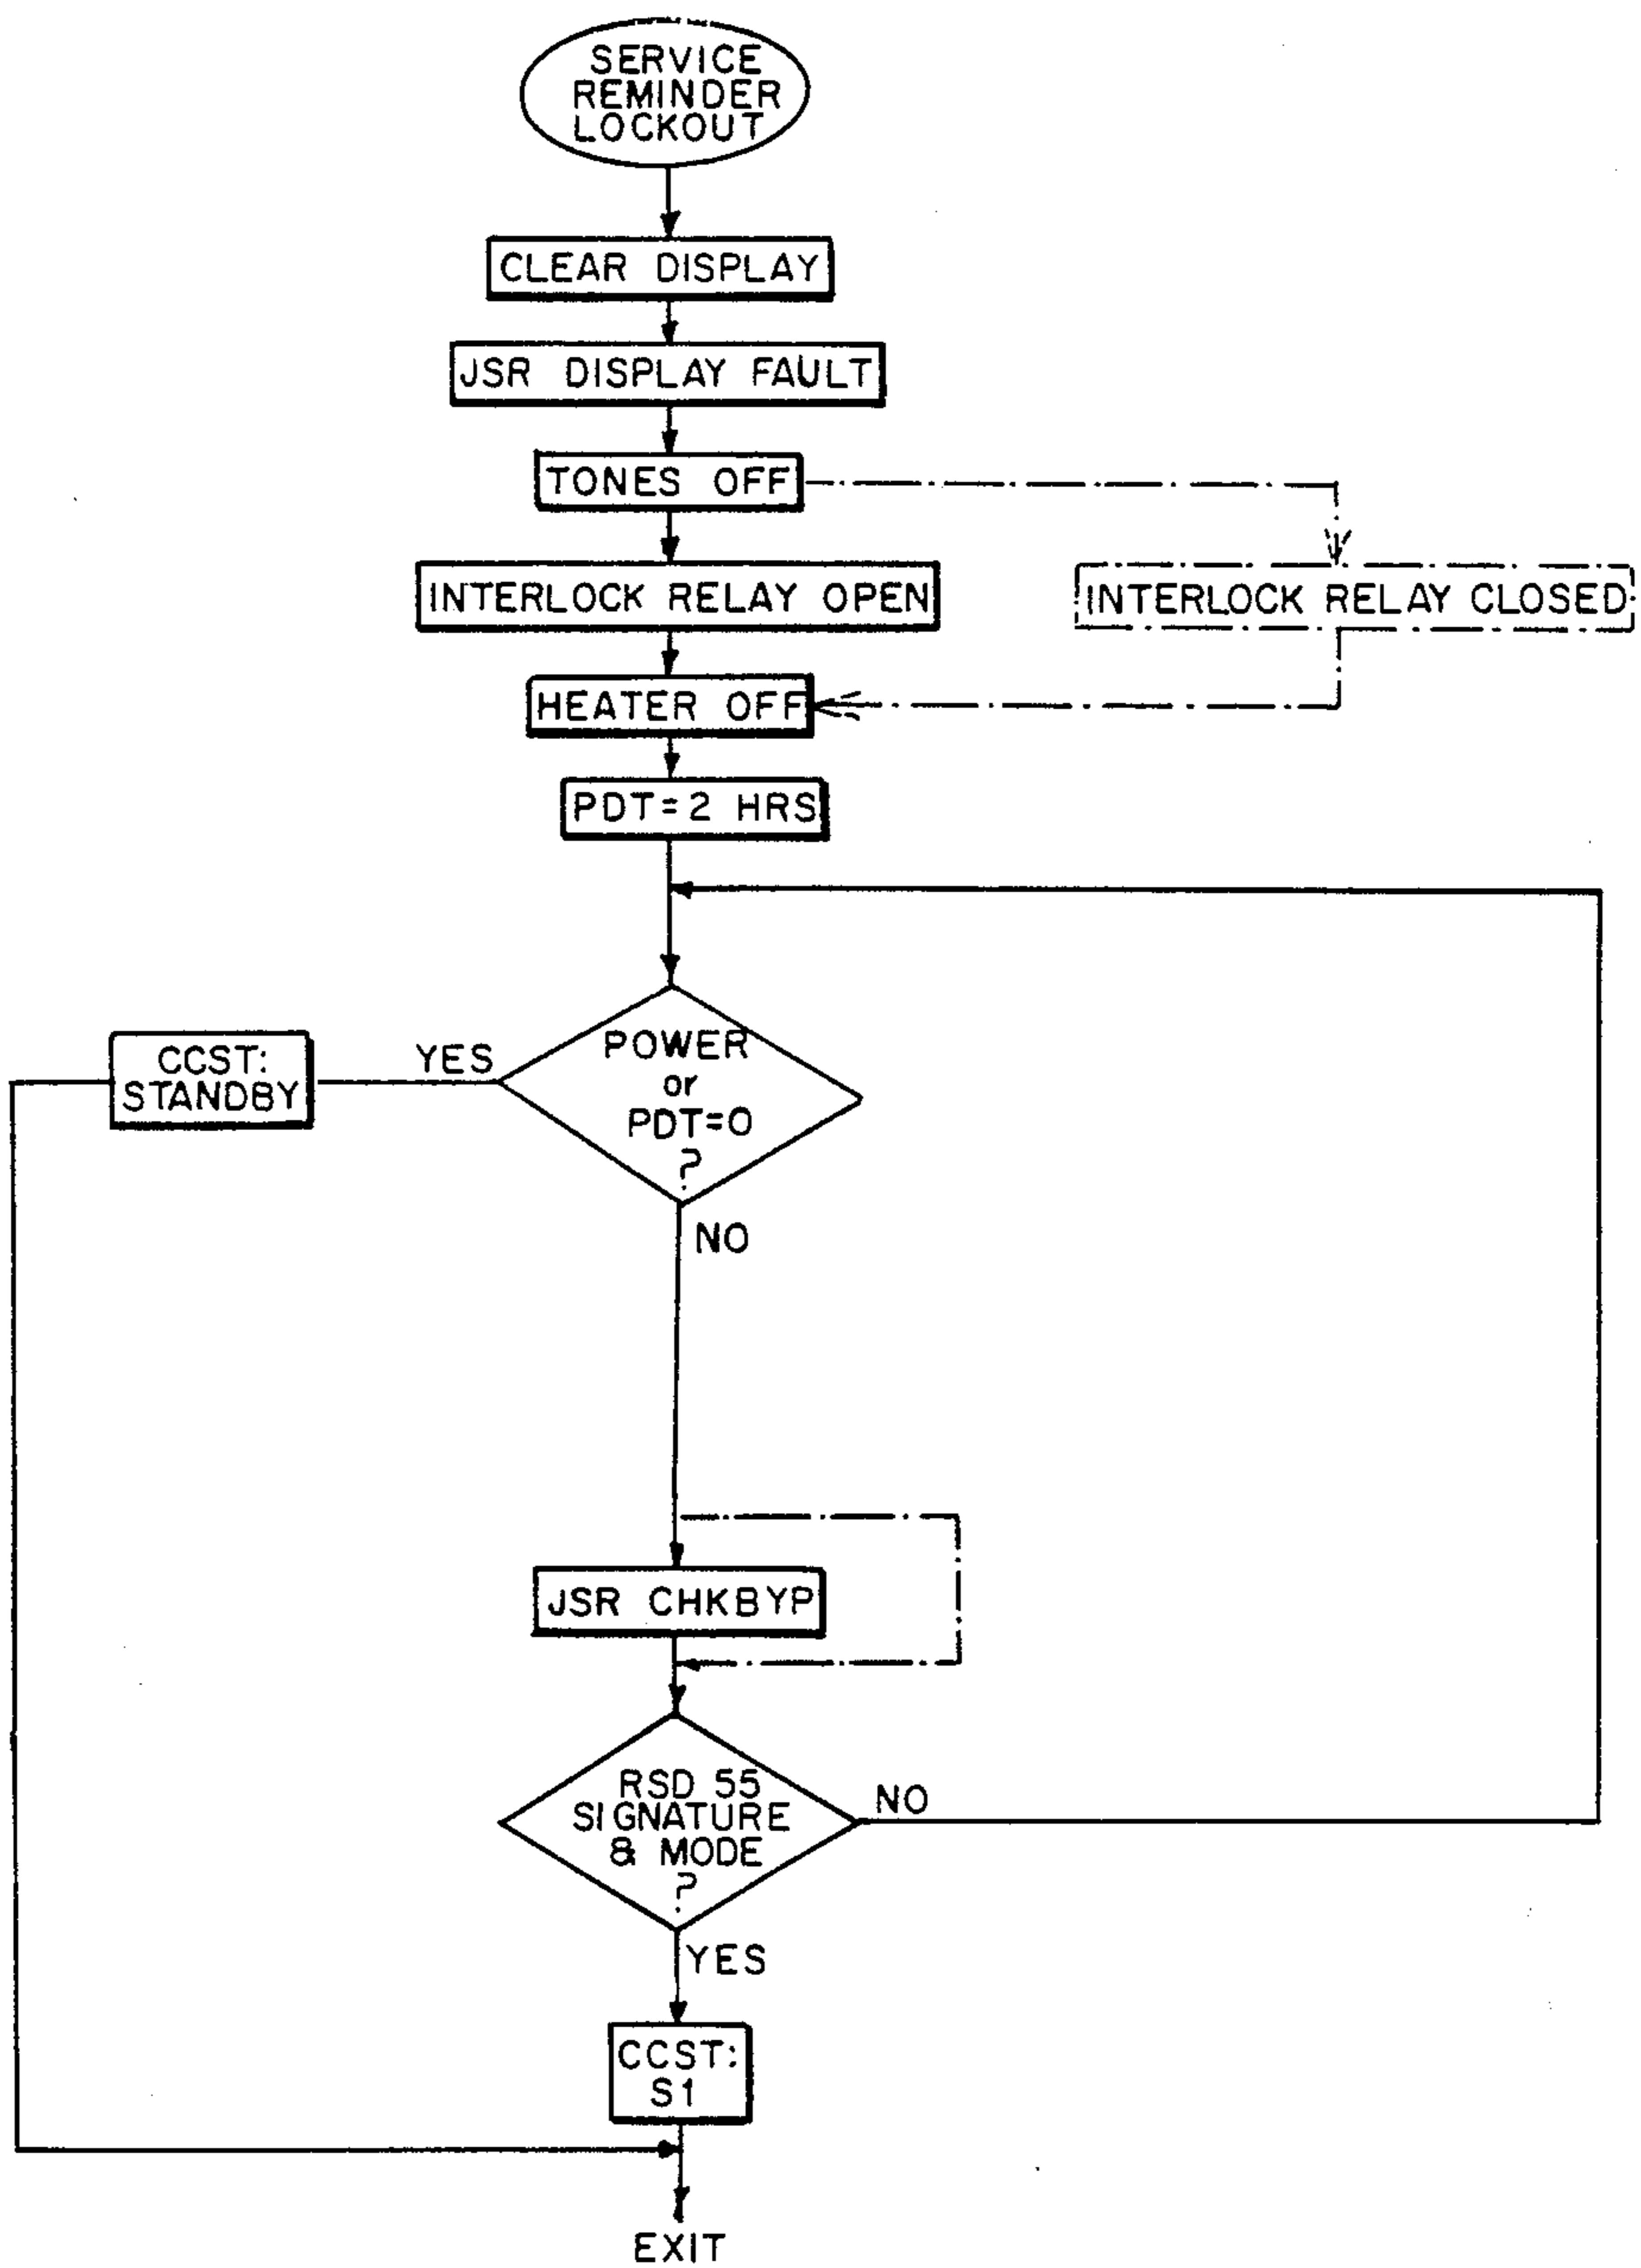 SERVICE
REMINDER
LOCKOUT
CLEAR DISPLAY
JSR DISPLAY FAULT
TONES OFF
INTERLOCK RELAY OPEN
INTERLOCK RELAY CLOSED
HEATER OFF
PDT=2 HRS
POWER
or
PDT=0
?
YES
CCST:
STANDBY
NO
JSR CHKBYP
RSD 55
SIGNATURE
& MODE
?
NO
YES
CCST:
S1
EXIT